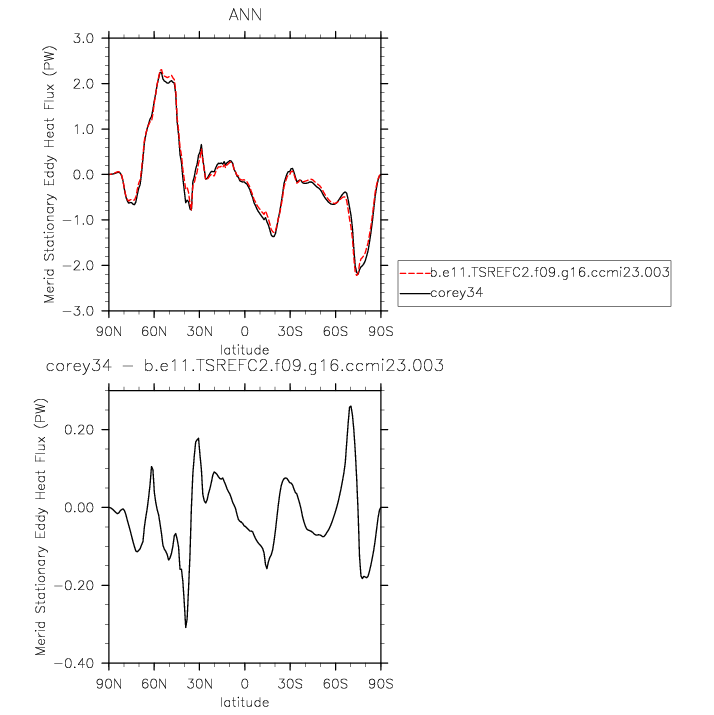 ANN
Merid Stationary Eddy Heat Flux (PW)
3.0
2.0
1.0
0.0
−1.0
−2.0
−3.0
90N 60N 30N 0 30S 60S 90S
latitude
b.e11.TSREFC2.f09.g16.ccmi23.003
corey34
corey34 − b.e11.TSREFC2.f09.g16.ccmi23.003
Merid Stationary Eddy Heat Flux (PW)
0.20
0.00
−0.20
−0.40
90N 60N 30N 0 30S 60S 90S
latitude